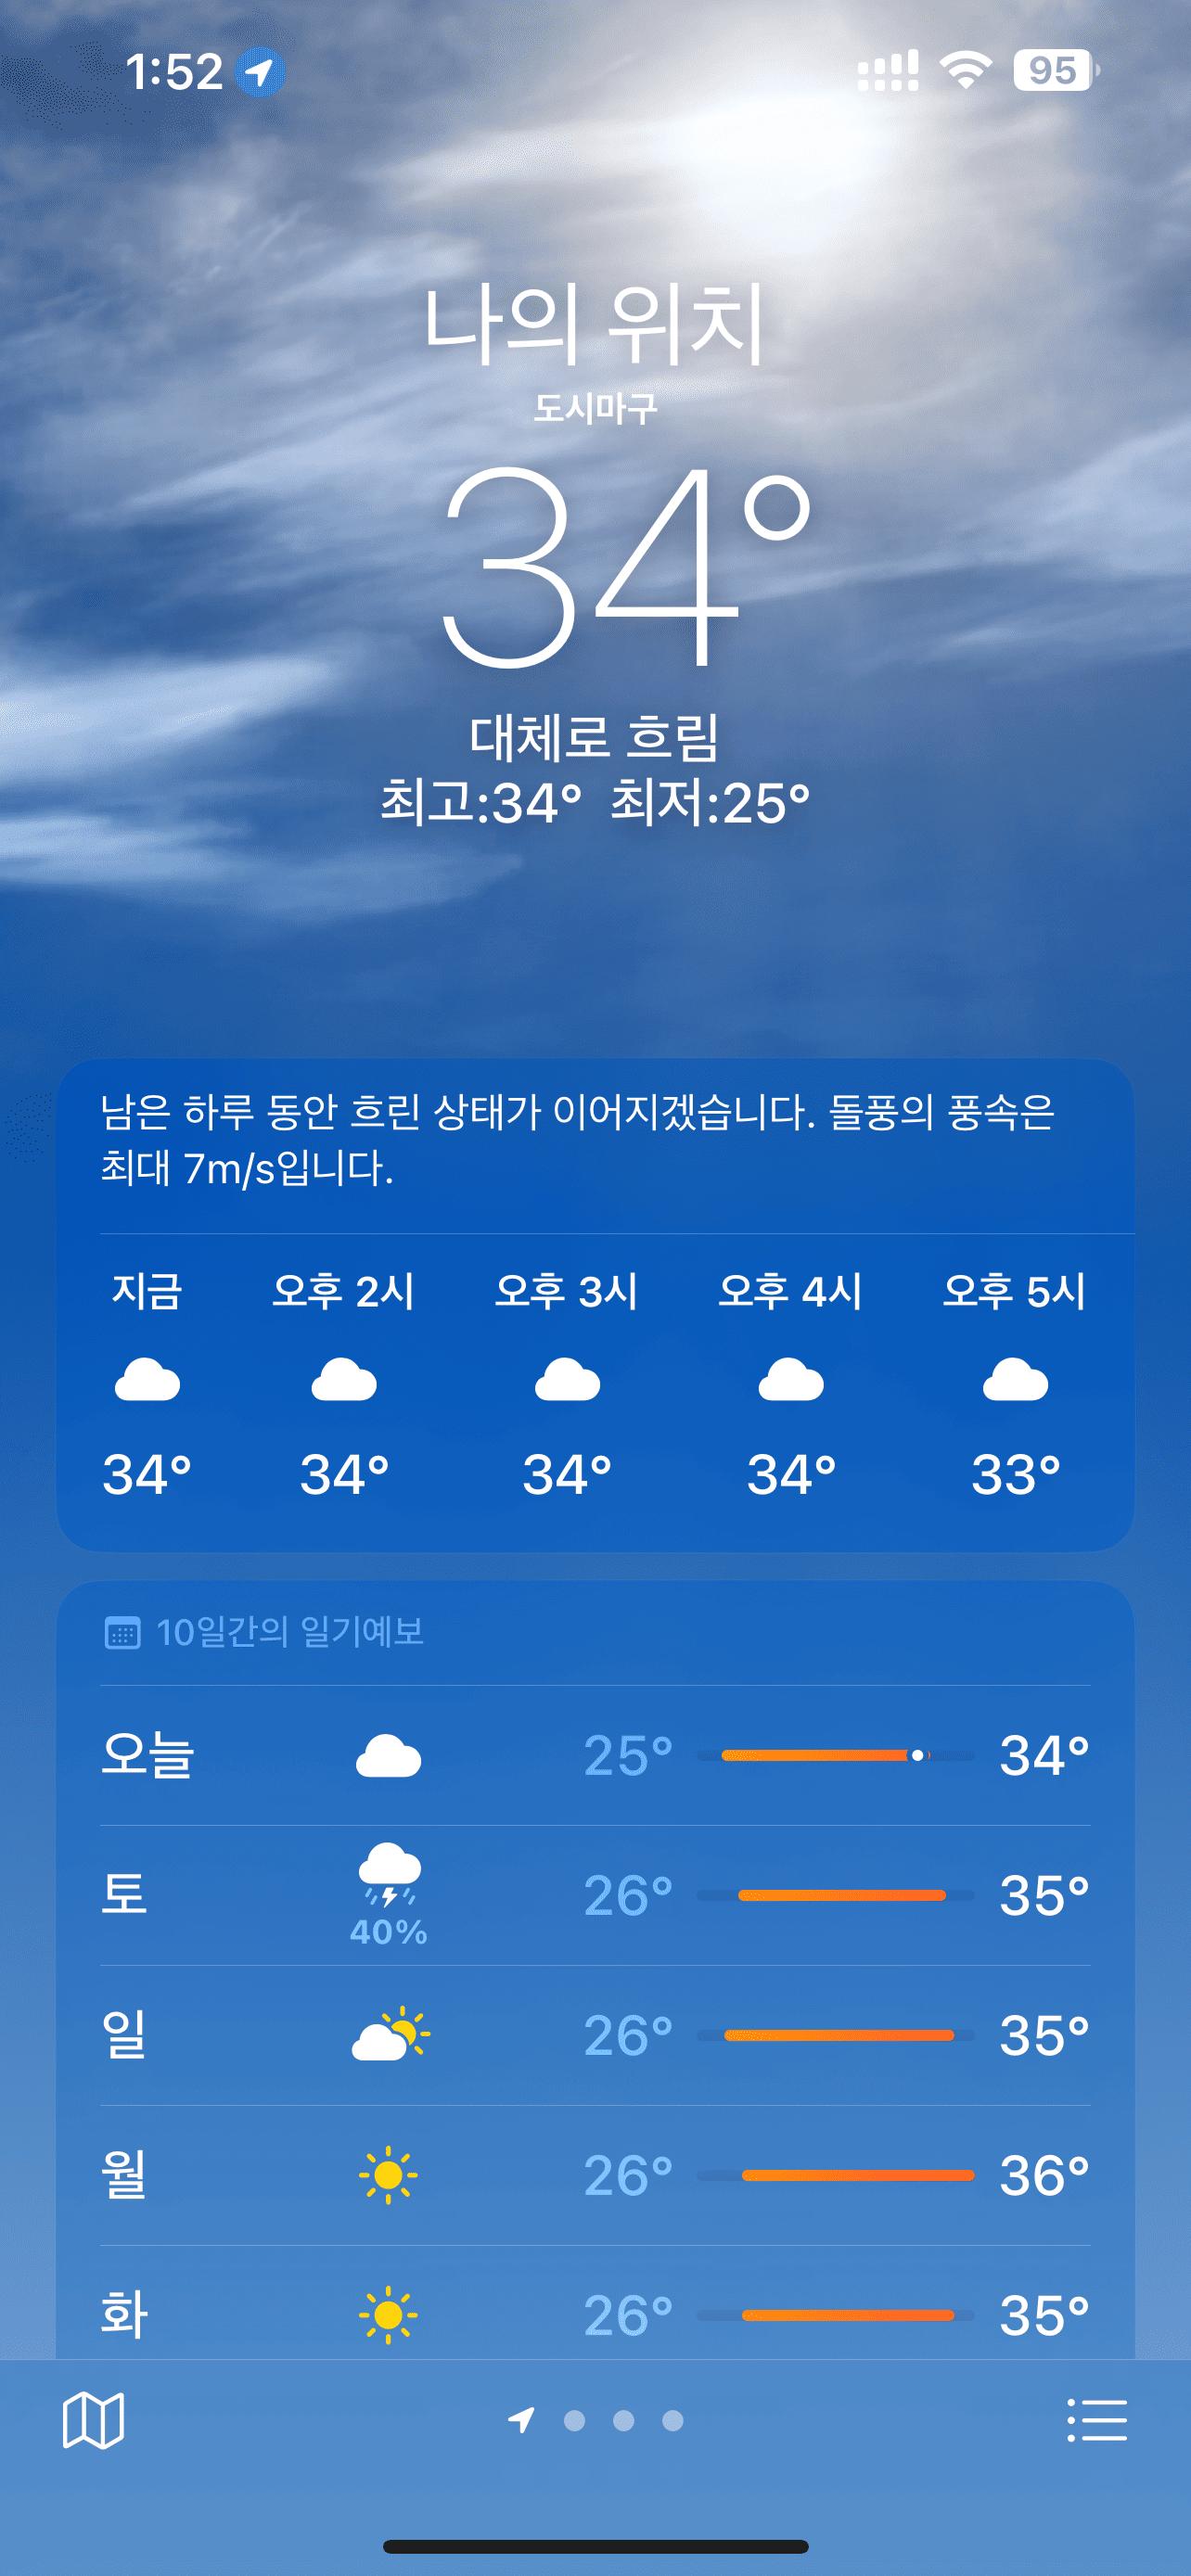 1:52
95
나의 위치
도시마구
34°
대체로 흐림
최고:34° 최저:25°
남은 하루 동안 흐린 상태가 이어지겠습니다. 돌풍의 풍속은
최대 7m/s입니다.
지금 오후 2시 오후 3시 오후 4시 오후 5시
34° 34° 34° 34° 33°
10일간의 일기예보
오늘 25° 34°
토 40% 26° 35°
일 26° 35°
월 26° 36°
화 26° 35°